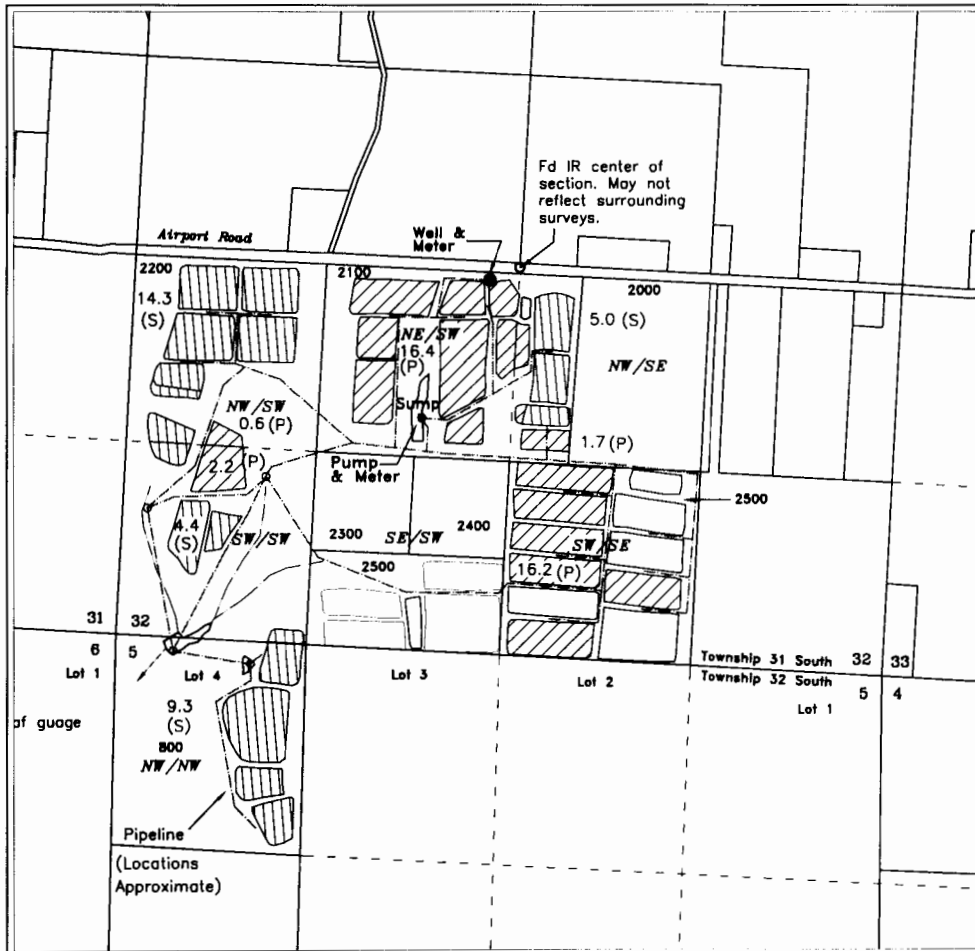 Fd IR center of
section. May not
reflect surrounding
surveys.
Airport Road
Well &
Meter
2200
2100
2000
14.3
(S)
5.0 (S)
NE/SW
16.4
(P)
NW/SE
NW/SW
0.6 (P)
Sump
1.7 (P)
2.2 (P)
Pump
& Meter
2500
4.4
(S)
SW/SW
2300
SE/SW
2400
SW/SE
2500
16.2 (P)
31
32
6
5
Township 31 South
32
33
Lot 1
Lot 4
Lot 3
Lot 2
Township 32 South
5
4
Lot 1
9.3
(S)
af guage
800
NW/NW
Pipeline
(Locations
Approximate)